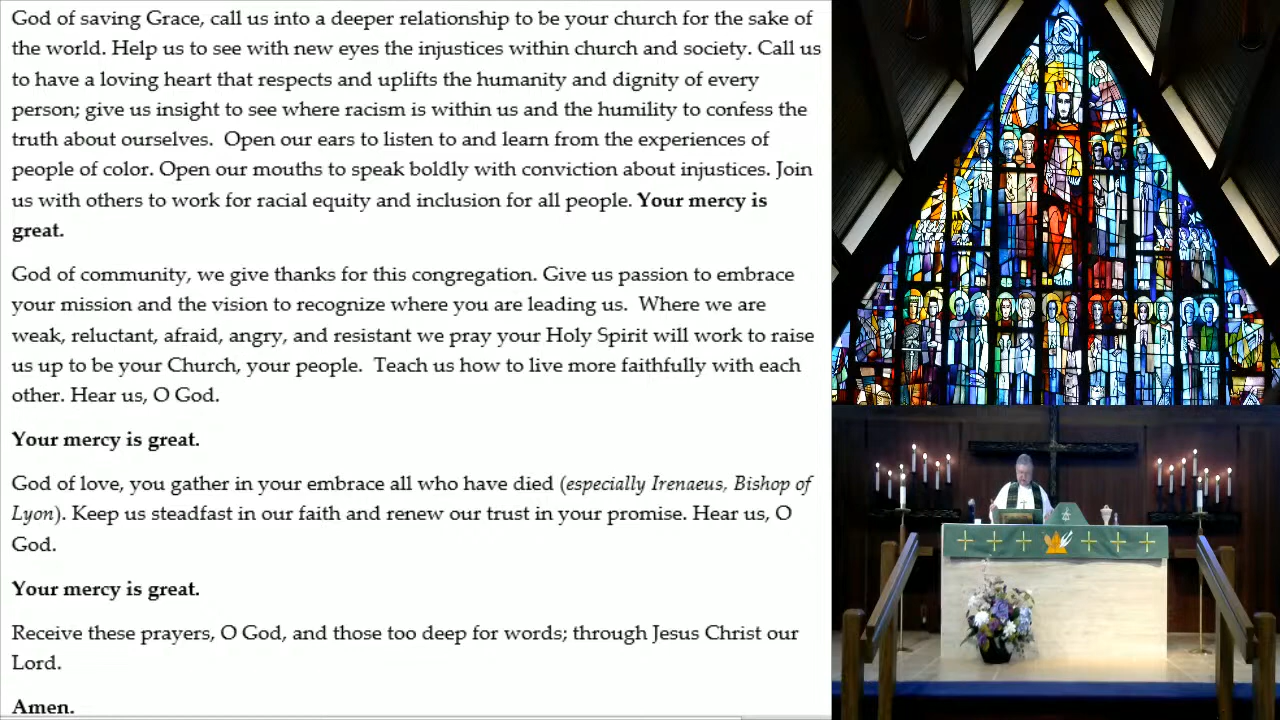 God of saving Grace, call us into a deeper relationship to be your church for the sake of
the world. Help us to see with new eyes the injustices within church and society. Call us
to have a loving heart that respects and uplifts the humanity and dignity of every
person; give us insight to see where racism is within us and the humility to confess the
truth about ourselves.  Open our ears to listen to and learn from the experiences of
people of color. Open our mouths to speak boldly with conviction about injustices. Join
us with others to work for racial equity and inclusion for all people. Your mercy is
great.
God of community, we give thanks for this congregation. Give us passion to embrace
your mission and the vision to recognize where you are leading us.  Where we are
weak, reluctant, afraid, angry, and resistant we pray your Holy Spirit will work to raise
us up to be your Church, your people.  Teach us how to live more faithfully with each
other. Hear us, O God.
Your mercy is great.
God of love, you gather in your embrace all who have died (especially Irenaeus, Bishop of
Lyon). Keep us steadfast in our faith and renew our trust in your promise. Hear us, O
God.
Your mercy is great.
Receive these prayers, O God, and those too deep for words; through Jesus Christ our
Lord.
Amen.